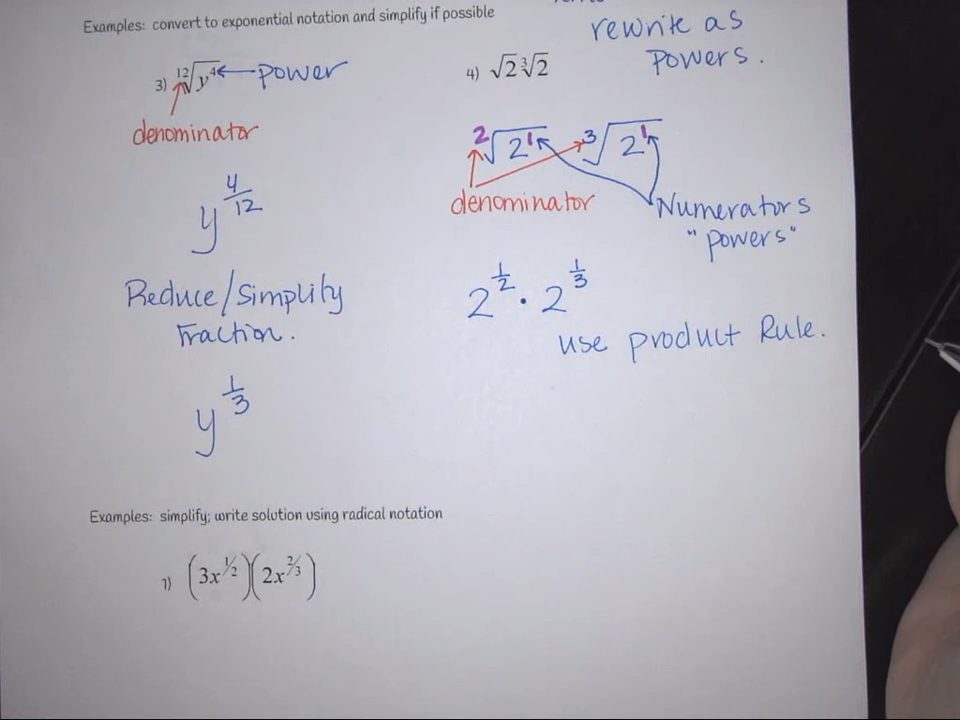 Examples: convert to exponential notation and simplify if possible
rewrite as
powers.
3) ¹²√y⁴ ← power
denominator
y^(4/12)
Reduce/Simplify
Fraction.
y^(1/3)
4) √2 ³√2
²√2¹ ³√2¹
denominator
Numerators
"powers"
2^(1/2) · 2^(1/3)
use product Rule.
Examples: simplify; write solution using radical notation
1) (3x^(1/2))(2x^(2/3))